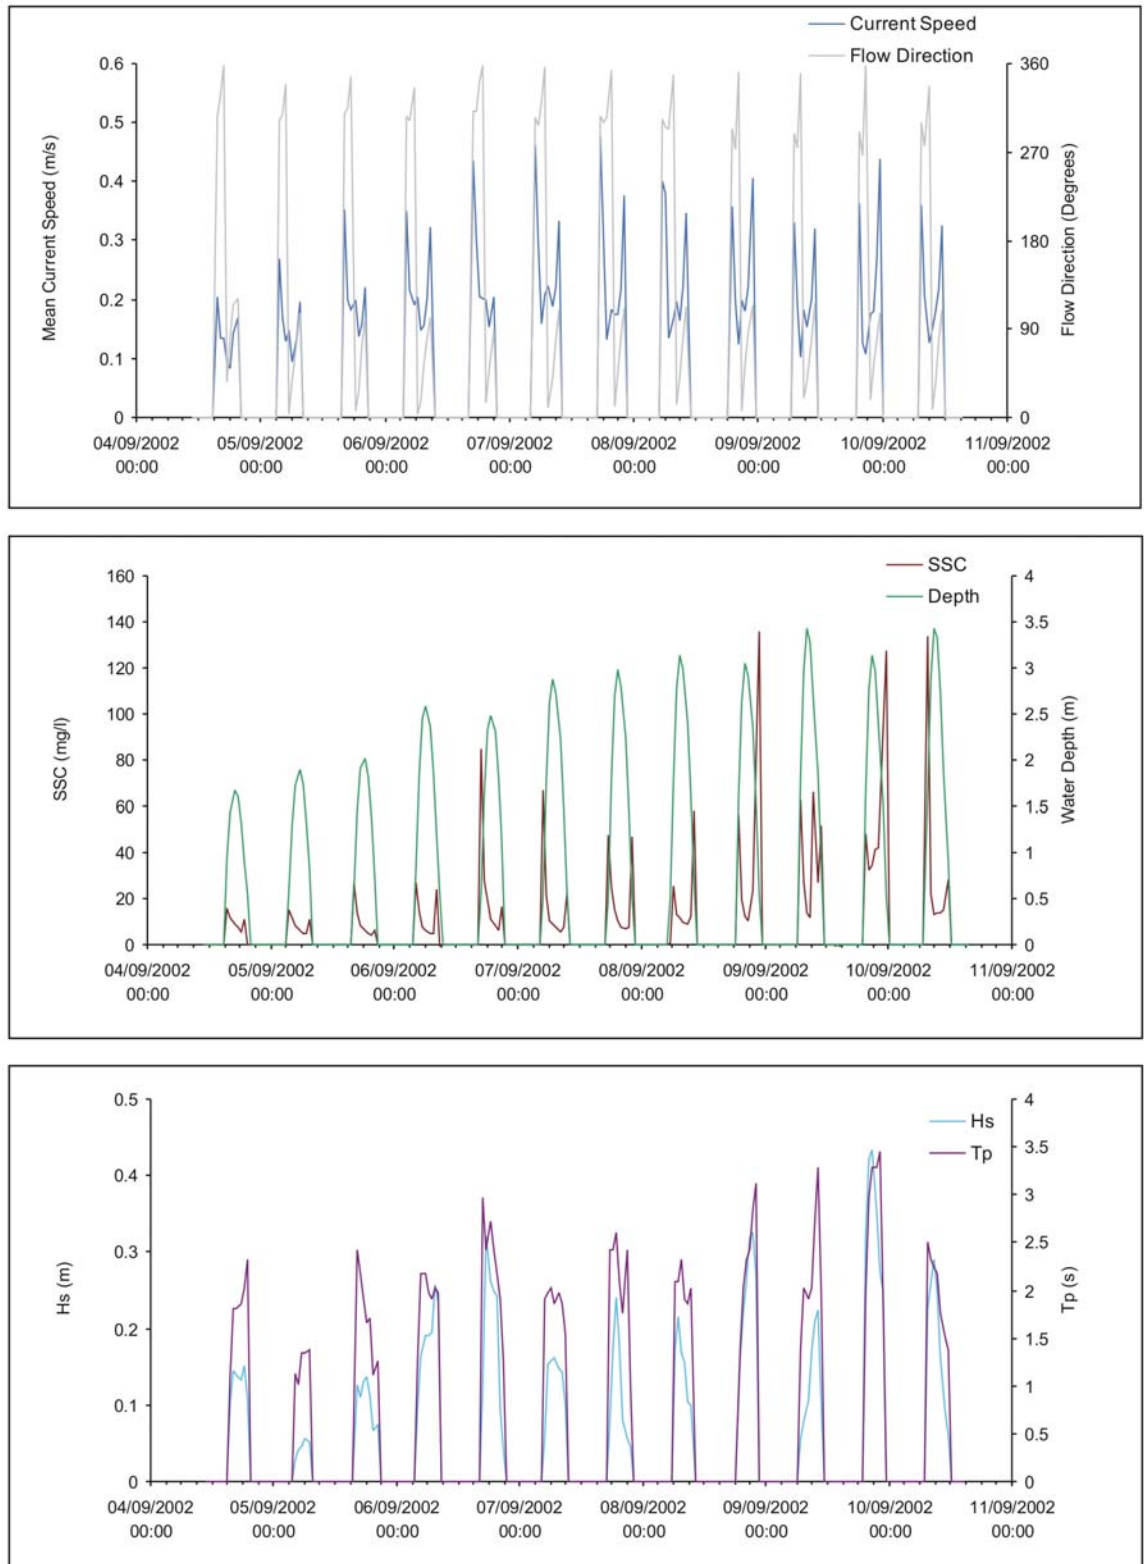 Current Speed
Flow Direction
Mean Current Speed (m/s)
0.6
0.5
0.4
0.3
0.2
0.1
0
360
270
180
90
0
Flow Direction (Degrees)
04/09/2002 05/09/2002 06/09/2002 07/09/2002 08/09/2002 09/09/2002 10/09/2002 11/09/2002
00:00 00:00 00:00 00:00 00:00 00:00 00:00 00:00
SSC
Depth
SSC (mg/l)
160
140
120
100
80
60
40
20
0
4
3.5
3
2.5
2
1.5
1
0.5
0
Water Depth (m)
04/09/2002 05/09/2002 06/09/2002 07/09/2002 08/09/2002 09/09/2002 10/09/2002 11/09/2002
00:00 00:00 00:00 00:00 00:00 00:00 00:00 00:00
Hs
Tp
Hs (m)
0.5
0.4
0.3
0.2
0.1
0
4
3.5
3
2.5
2
1.5
1
0.5
0
Tp (s)
04/09/2002 05/09/2002 06/09/2002 07/09/2002 08/09/2002 09/09/2002 10/09/2002 11/09/2002
00:00 00:00 00:00 00:00 00:00 00:00 00:00 00:00